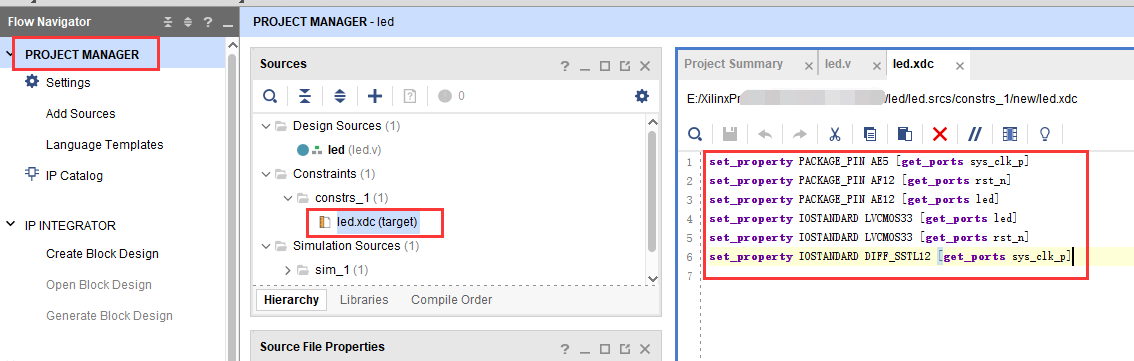 Flow Navigator
PROJECT MANAGER
Settings
Add Sources
Language Templates
IP Catalog
IP INTEGRATOR
Create Block Design
Open Block Design
Generate Block Design
PROJECT MANAGER - led
Sources
0
Design Sources (1)
led (led.v)
Constraints (1)
constrs_1 (1)
led.xdc (target)
Simulation Sources (1)
sim_1 (1)
Hierarchy Libraries Compile Order
Source File Properties
Project Summary led.v led.xdc
E:/XilinxPr /led/led.srcs/constrs_1/new/led.xdc
1 set_property PACKAGE_PIN AE5 [get_ports sys_clk_p]
2 set_property PACKAGE_PIN AF12 [get_ports rst_n]
3 set_property PACKAGE_PIN AE12 [get_ports led]
4 set_property IOSTANDARD LVCMOS33 [get_ports led]
5 set_property IOSTANDARD LVCMOS33 [get_ports rst_n]
6 set_property IOSTANDARD DIFF_SSTL12 [get_ports sys_clk_p]
7